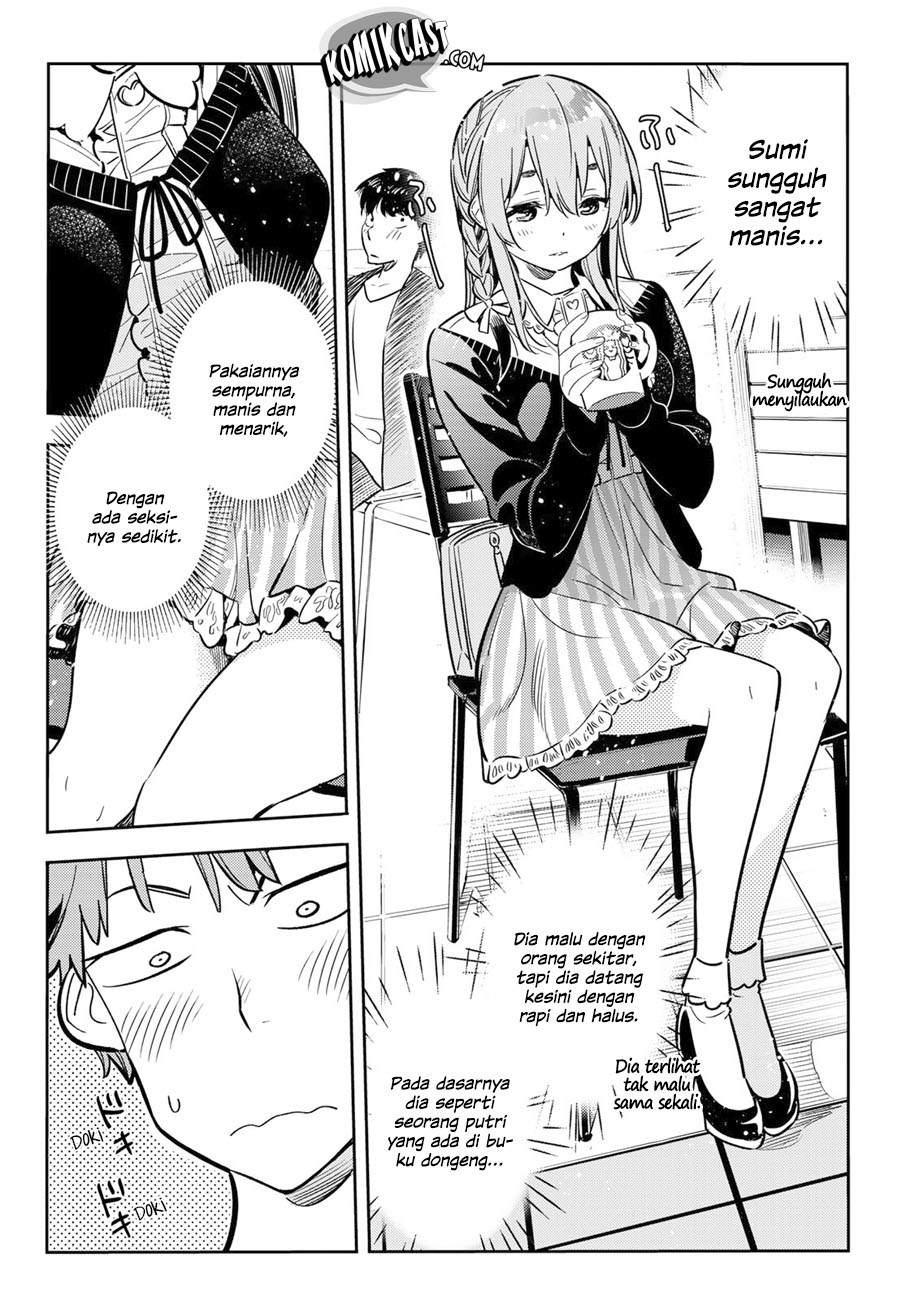 KOMIKCAST
.COM
Sumi
sungguh
sangat
manis...
ふぅ
Sungguh
menyilaukan
Pakaiannya
sempurna,
manis dan
menarik,
Dengan
ada seksi-
nya sedikit.
Dia malu dengan
orang sekitar,
tapi dia datang
kesini dengan
rapi dan halus.
Dia terlihat
tak malu
sama sekali.
Pada dasarnya
dia seperti
seorang putri
yang ada di bu-
ku dongeng...
ドキ
DOKI
ドキ
DOKI